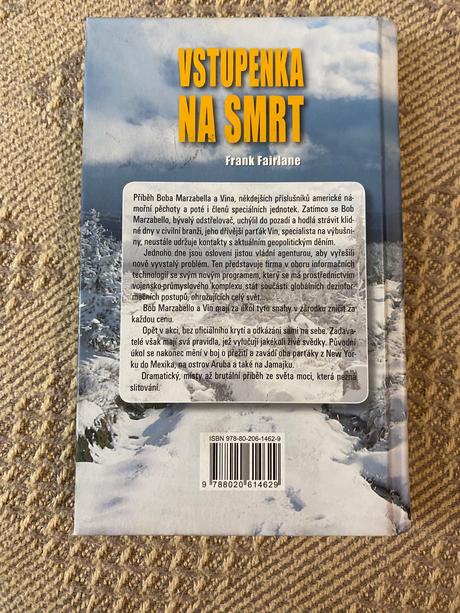 VSTUPENKA
NA SMRT
Frank Fairlane
Příběh Boba Marzabella a Vina, někdejších příslušníků americké ná-
mořní pěchoty a poté i členů speciálních jednotek. Zatímco se Bob
Marzabello, bývalý odstřelovač, uchýlil do pozadí a hodlá strávit klid-
né dny v civilní branži, jeho dřívější parťák Vin, specialista na výbušni-
ny, neustále udržuje kontakty s aktuálním geopolitickým děním.
Jednoho dne jsou osloveni jistou vládní agenturou, aby vyřešili
nově vyvstalý problém. Ten představuje firma v oboru informačních
technologií se svým novým programem, který se má prostřednictvím
vojensko-průmyslového komplexu stát součástí globálních dezinfor-
mačních postupů, ohrožujících celý svět.
Bob Marzabello a Vin mají za úkol tyto snahy v zárodku zničit za
každou cenu.
Opět v akci, bez oficiálního krytí a odkázáni sami na sebe. Zadava-
telé však mají svá pravidla, jež vylučují jakékoli živé svědky. Původní
úkol se nakonec mění v boj o přežití a zavádí oba parťáky z New Yor-
ku do Mexika, na ostrov Aruba a také na Jamajku.
Dramatický, místy až brutální příběh ze světa moci, která nezná
slitování.
ISBN 978-80-206-1462-9
9 788020 614629